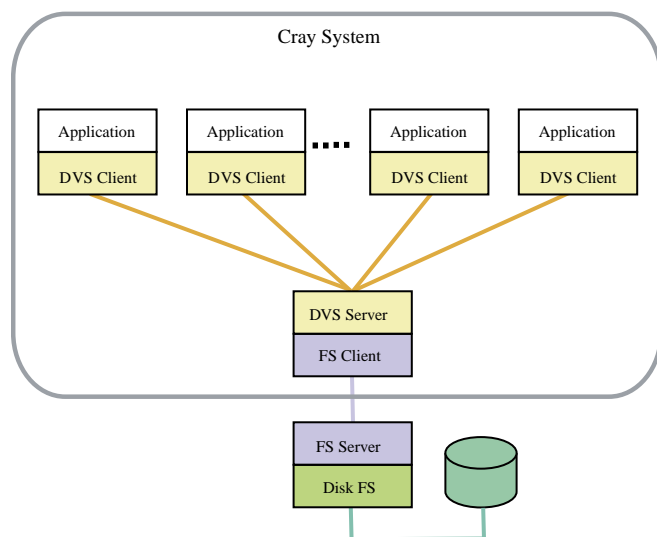 Cray System
Application Application Application Application
DVS Client DVS Client DVS Client DVS Client
DVS Server
FS Client
FS Server
Disk FS